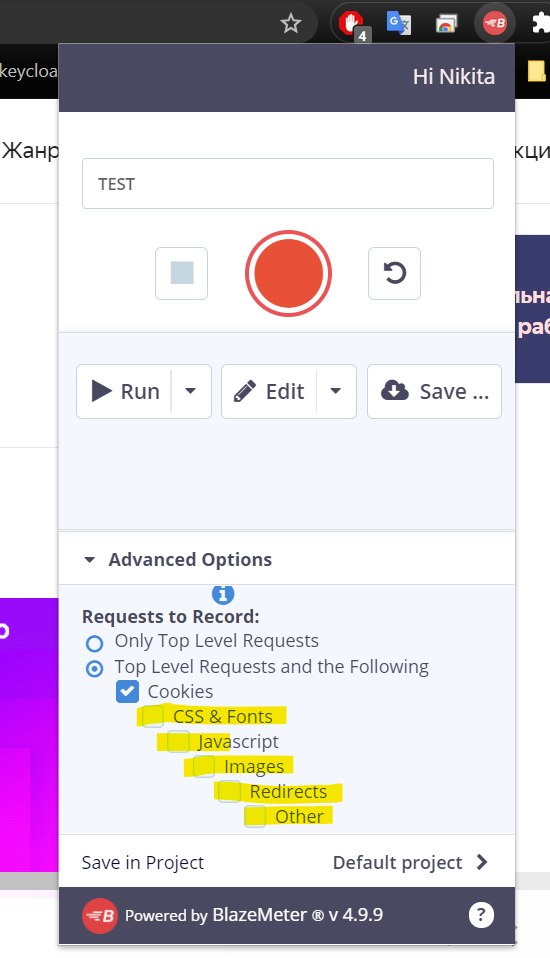 4
Hi Nikita
keycloa
Жанр
кци
TEST
льна
раб
Run
Edit
Save ...
Advanced Options
Requests to Record:
Only Top Level Requests
Top Level Requests and the Following
Cookies
CSS & Fonts
Javascript
Images
Redirects
Other
Save in Project
Default project
Powered by BlazeMeter ® v 4.9.9
?